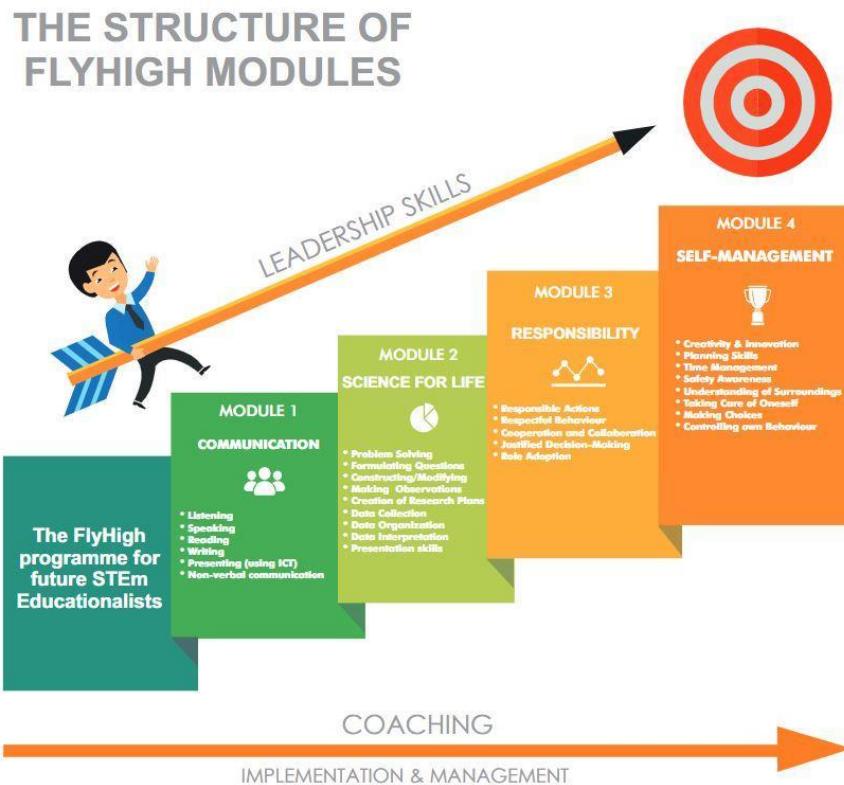 THE STRUCTURE OF
FLYHIGH MODULES
LEADERSHIP SKILLS
The FlyHigh
programme for
future STEm
Educationalists
MODULE 1
COMMUNICATION
* Listening
* Speaking
* Reading
* Writing
* Presenting (using ICT)
* Non-verbal communication
MODULE 2
SCIENCE FOR LIFE
* Problem Solving
* Formulating Questions
* Constructing/Modifying
* Making Observations
* Creation of Research Plans
* Data Collection
* Data Organization
* Data Interpretation
* Presentation skills
MODULE 3
RESPONSIBILITY
* Responsible Actions
* Respectful Behaviour
* Cooperation and Collaboration
* Justified Decision-Making
* Role Adoption
MODULE 4
SELF-MANAGEMENT
* Creativity & Innovation
* Planning Skills
* Time Management
* Safety Awareness
* Understanding of Surroundings
* Taking Care of Oneself
* Making Choices
* Controlling own Behaviour
COACHING
IMPLEMENTATION & MANAGEMENT